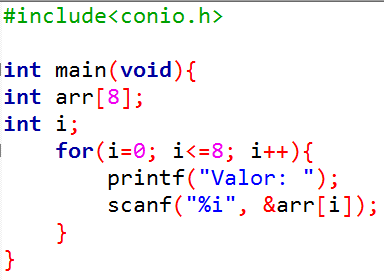 #include<conio.h>
int main(void){
int arr[8];
int i;
for(i=0; i<=8; i++){
printf("Valor: ");
scanf("%i", &arr[i]);
}
}